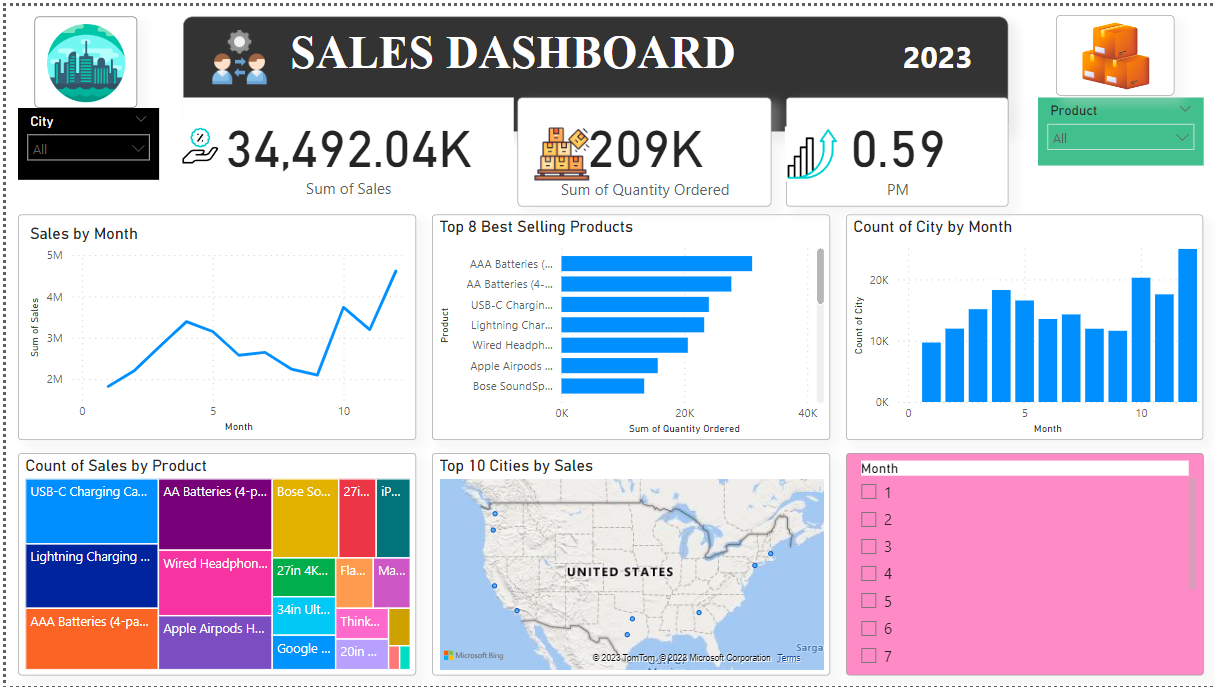 SALES DASHBOARD
2023
City
All
Product
All
34,492.04K
Sum of Sales
209K
Sum of Quantity Ordered
0.59
PM
Sales by Month
Sum of Sales
5M
4M
3M
2M
0
5
10
Month
Top 8 Best Selling Products
Product
AAA Batteries (...
AA Batteries (4-...
USB-C Chargin...
Lightning Char...
Wired Headph...
Apple Airpods ...
Bose SoundSp...
0K
20K
40K
Sum of Quantity Ordered
Count of City by Month
Count of City
20K
10K
0K
0
5
10
Month
Count of Sales by Product
USB-C Charging Ca...
Lightning Charging ...
AAA Batteries (4-pa...
AA Batteries (4-p...
Wired Headphon...
Apple Airpods H...
Bose So...
27in 4K...
34in Ult...
Google ...
27i...
iP...
Fla...
Ma...
Think...
20in ...
Top 10 Cities by Sales
UNITED STATES
Sarga
Microsoft Bing
© 2023 TomTom, © 2023 Microsoft Corporation Terms
Month
1
2
3
4
5
6
7